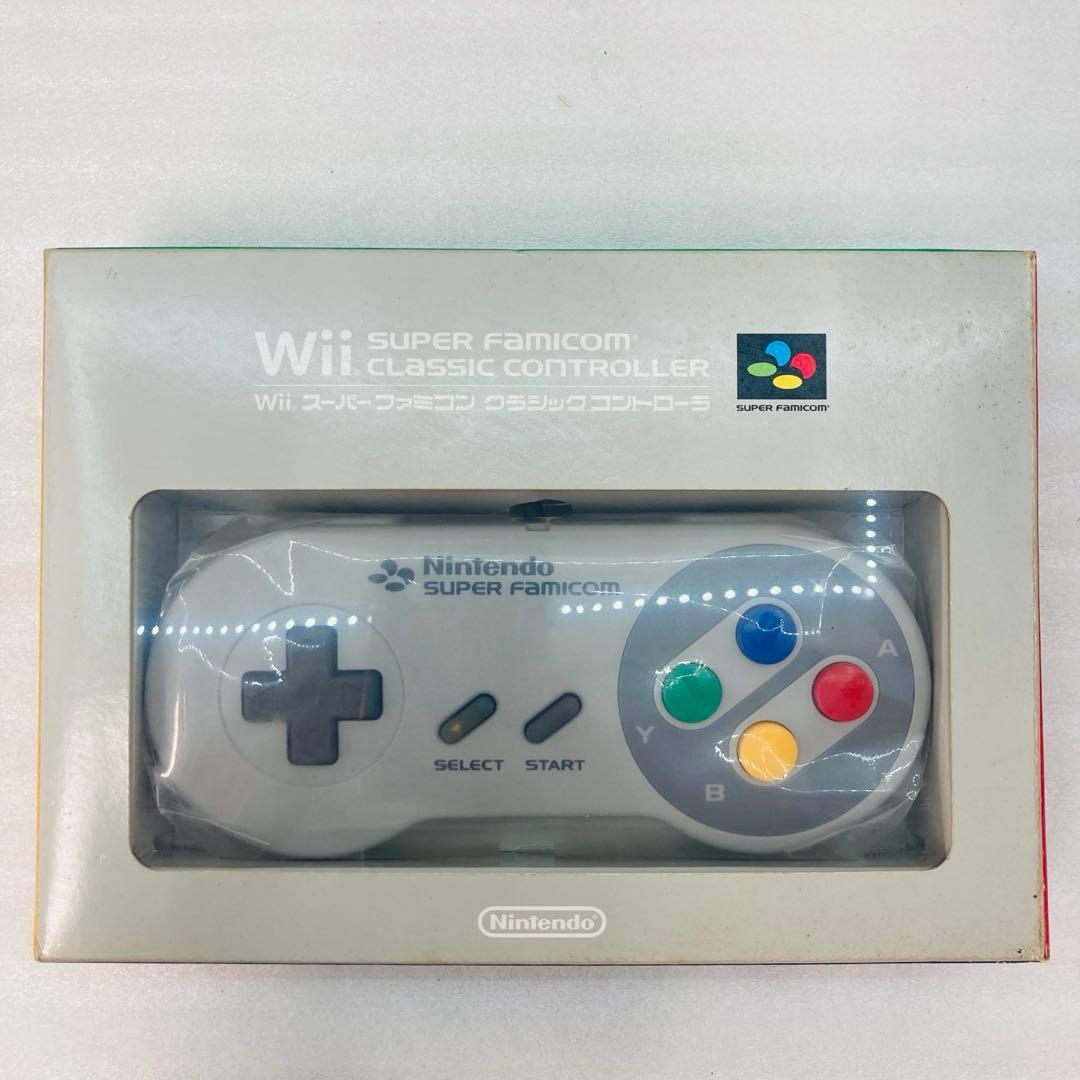 Wii
SUPER FAMICOM
CLASSIC CONTROLLER
Wii スーパーファミコン クラシックコントローラ
SUPER FAMICOM
Nintendo
SUPER FAMICOM
A
Y
B
SELECT START
Nintendo